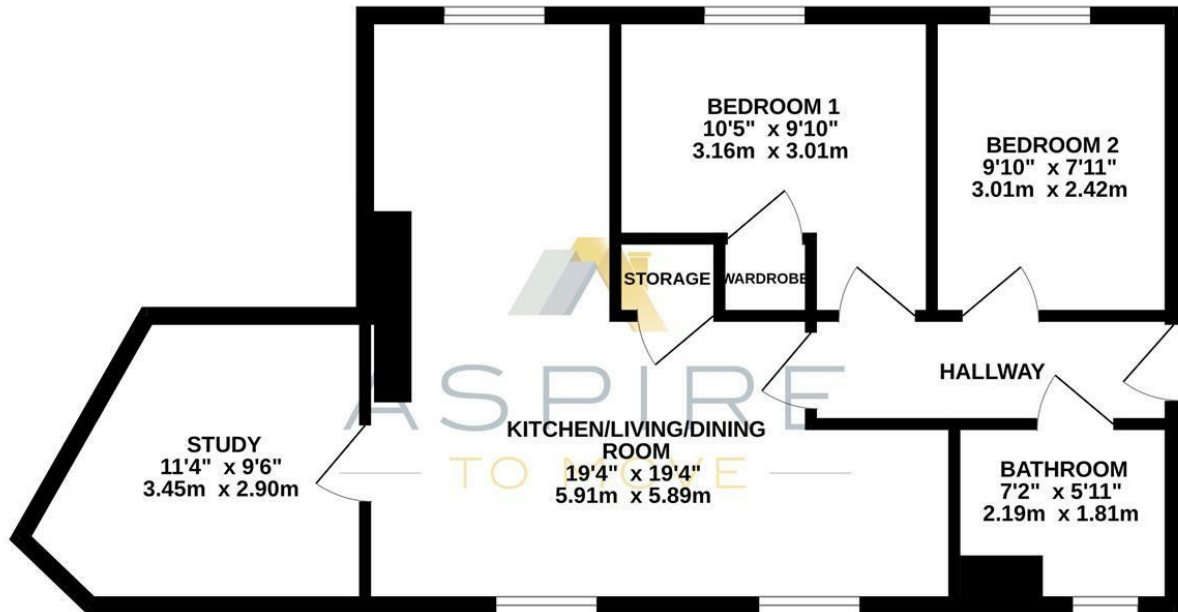 BEDROOM 1
10'5" x 9'10"
3.16m x 3.01m
BEDROOM 2
9'10" x 7'11"
3.01m x 2.42m
STORAGE
WARDROBE
HALLWAY
ASPIRE
TO MOVE
KITCHEN/LIVING/DINING
ROOM
19'4" x 19'4"
5.91m x 5.89m
STUDY
11'4" x 9'6"
3.45m x 2.90m
BATHROOM
7'2" x 5'11"
2.19m x 1.81m